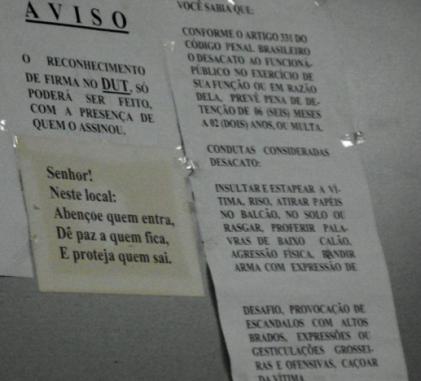 AVISO
O RECONHECIMENTO
DE FIRMA NO DUT, SÓ
PODERÁ SER FEITO,
COM A PRESENÇA DE
QUEM O ASSINOU.
Senhor!
Neste local:
Abençoe quem entra,
Dê paz a quem fica,
E proteja quem sai.
VOCÊ SABIA QUE:
CONFORME O ARTIGO 331 DO
CÓDIGO PENAL BRASILEIRO
O DESACATO AO FUNCIONÁ-
PÚBLICO NO EXERCÍCIO DE
SUA FUNÇÃO OU EM RAZÃO
DELA, PREVÊ PENA DE DE-
TENÇÃO DE 06 (SEIS) MESES
A 02 (DOIS) ANOS, OU MULTA.
CONDUTAS CONSIDERADAS
DESACATO:
INSULTAR E ESTAPEAR A VÍ-
TIMA, RISO, ATIRAR PAPÉIS
NO BALCÃO, NO SOLO OU
RASGAR, PROFERIR PALA-
VRAS DE BAIXO CALÃO,
AGRESSÃO FÍSICA, BRANDIR
ARMA COM EXPRESSÃO DE
DESAFIO, PROVOCAÇÃO DE
ESCANDALOS COM ALTOS
BRADOS, EXPRESSÕES OU
GESTICULAÇÕES GROSSEI-
RAS E OFENSIVAS, CAÇOAR
DA VÍTIMA